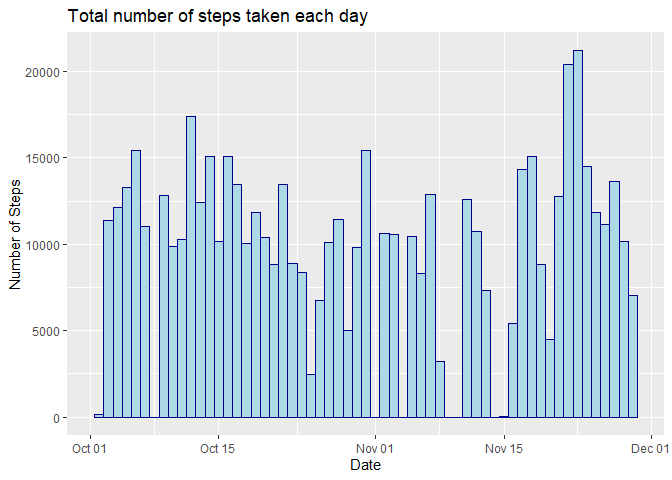 Total number of steps taken each day
Number of Steps
20000
15000
10000
5000
0
Oct 01 Oct 15 Nov 01 Nov 15 Dec 01
Date